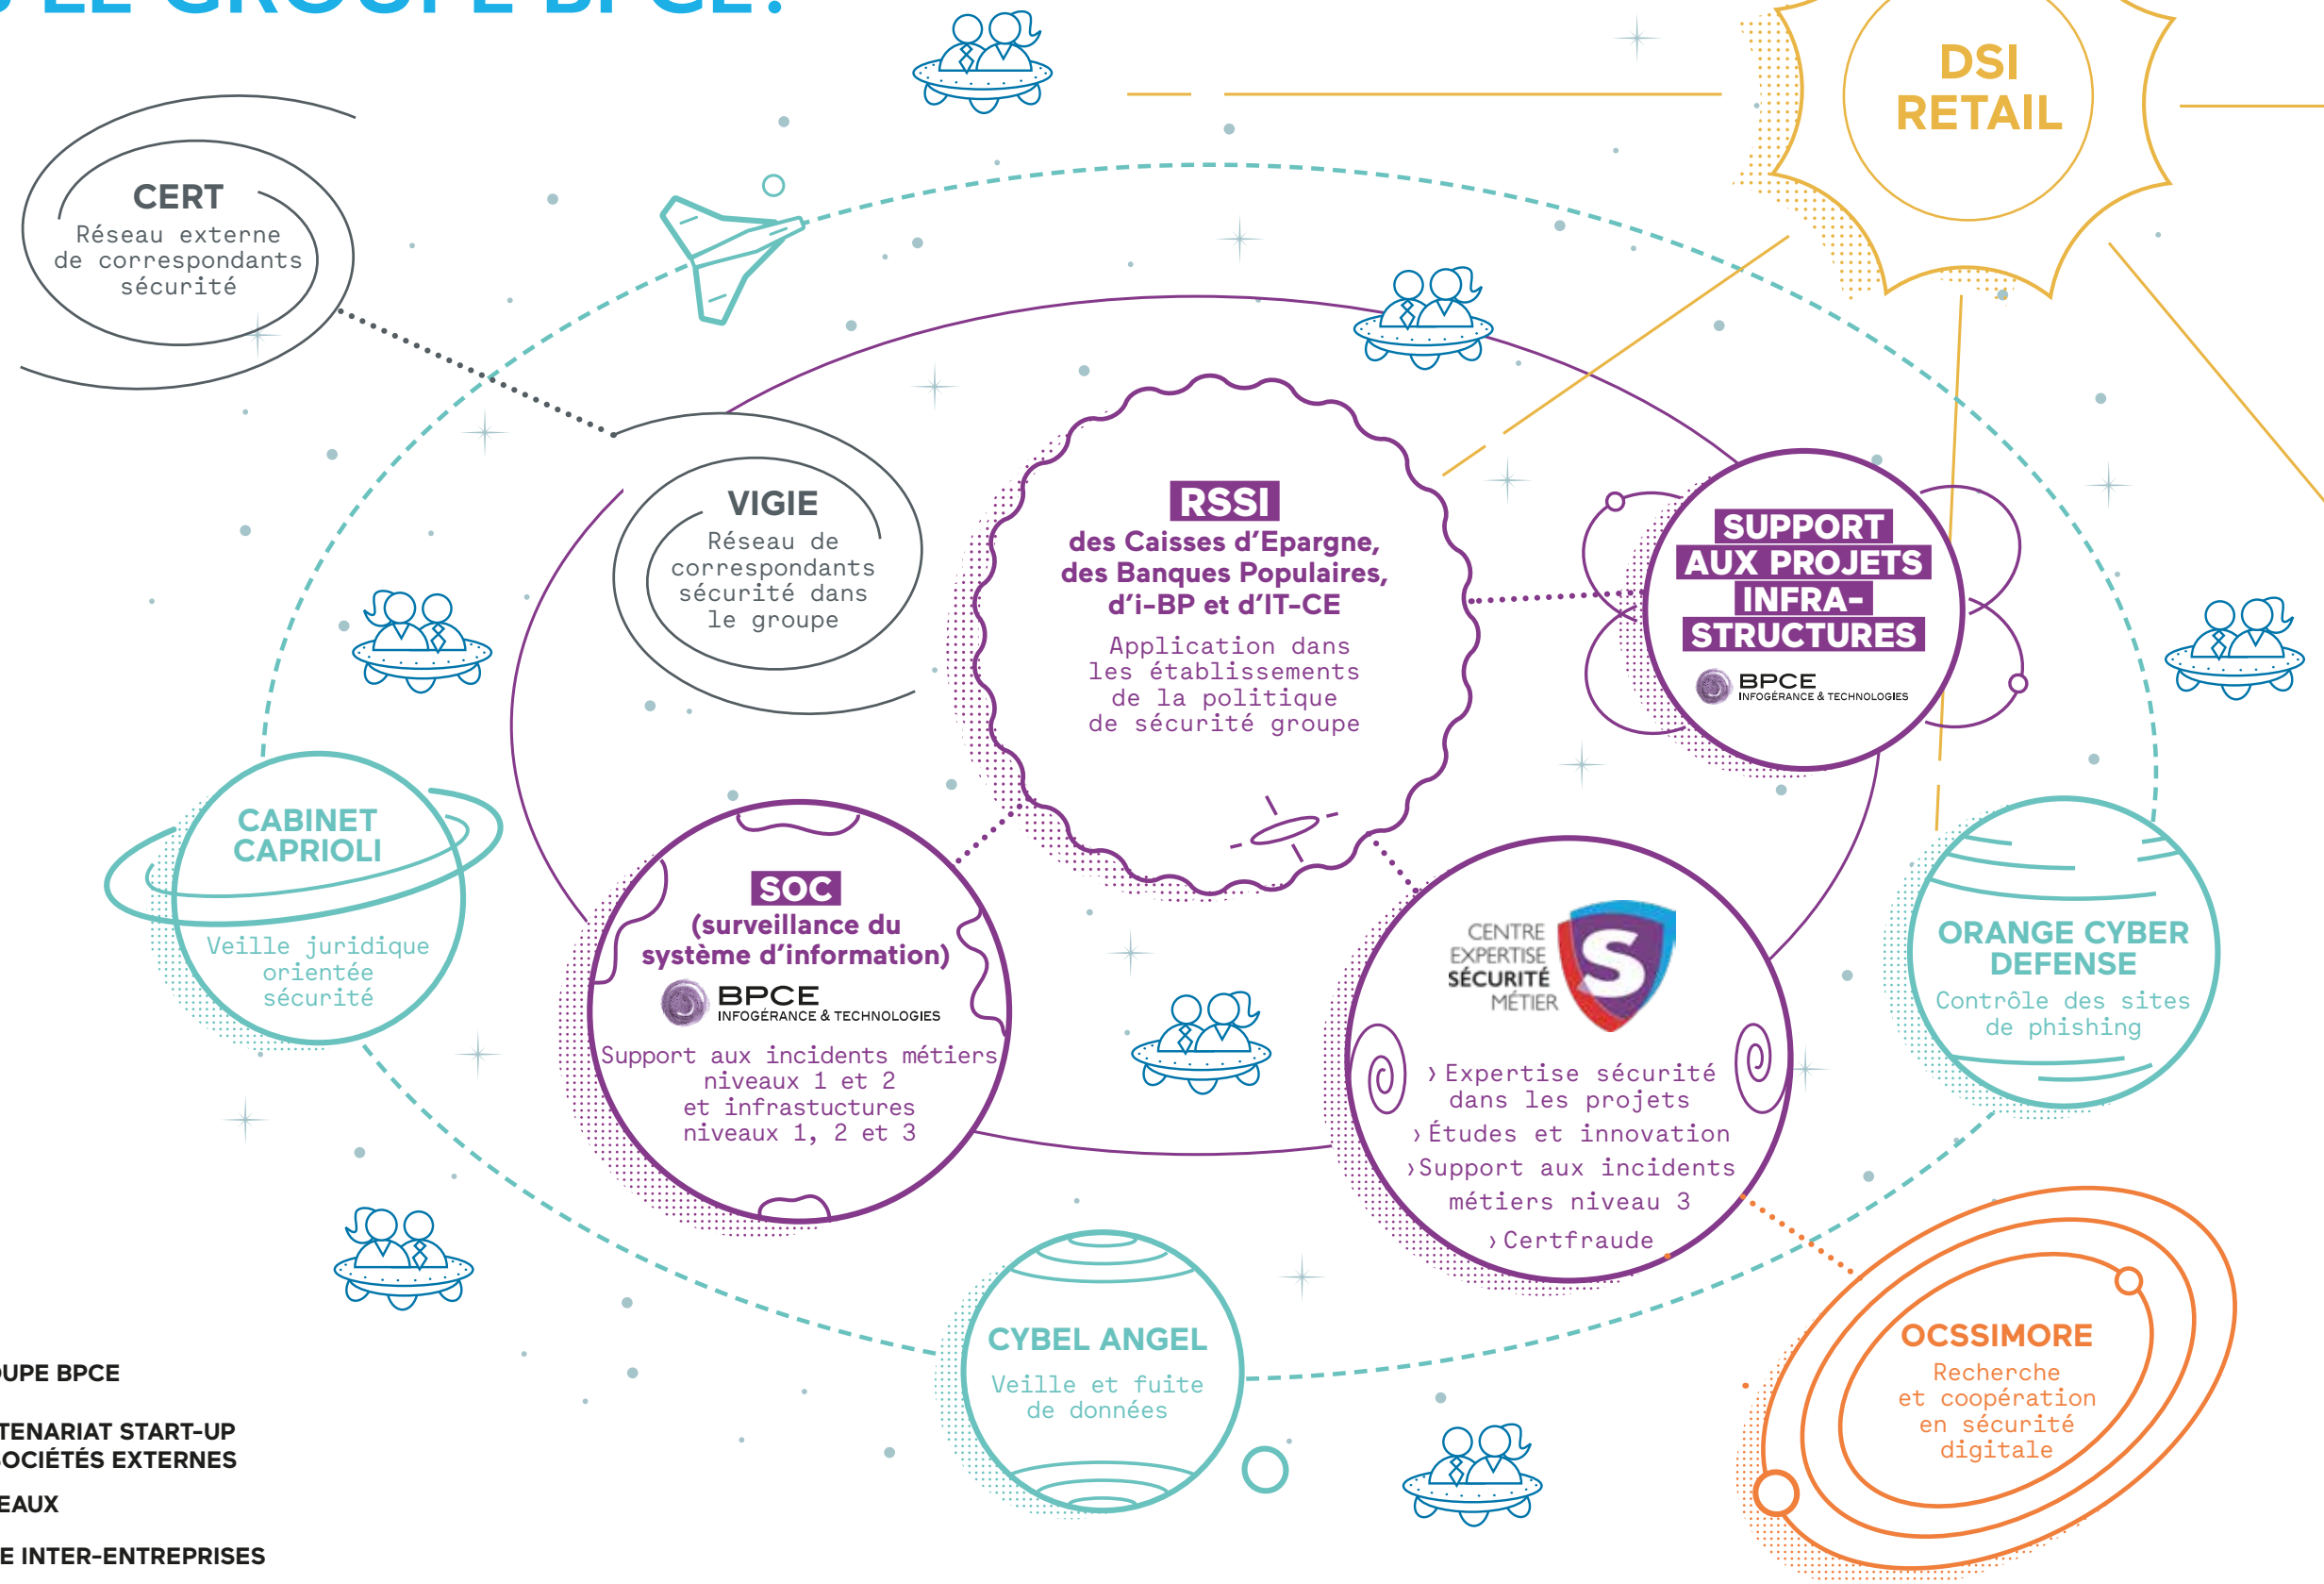 LE GROUPE BPCE?
DSI
RETAIL
CERT
Réseau externe
de correspondants
sécurité
VIGIE
Réseau de
correspondants
sécurité dans
le groupe
RSSI
des Caisses d'Epargne,
des Banques Populaires,
d'i-BP et d'IT-CE
Application dans
les établissements
de la politique
de sécurité groupe
SUPPORT
AUX PROJETS
INFRA-
STRUCTURES
BPCE
INFOGÉRANCE & TECHNOLOGIES
CABINET
CAPRIOLI
Veille juridique
orientée
sécurité
SOC
(surveillance du
système d'information)
BPCE
INFOGÉRANCE & TECHNOLOGIES
Support aux incidents métiers
niveaux 1 et 2
et infrastuctures
niveaux 1, 2 et 3
CENTRE
EXPERTISE
SÉCURITÉ
MÉTIER
S
› Expertise sécurité
dans les projets
› Études et innovation
› Support aux incidents
métiers niveau 3
› Certfraude
ORANGE CYBER
DEFENSE
Contrôle des sites
de phishing
CYBEL ANGEL
Veille et fuite
de données
OCSSIMORE
Recherche
et coopération
en sécurité
digitale
UPE BPCE
TENARIAT START-UP
OCIÉTÉS EXTERNES
EAUX
E INTER-ENTREPRISES